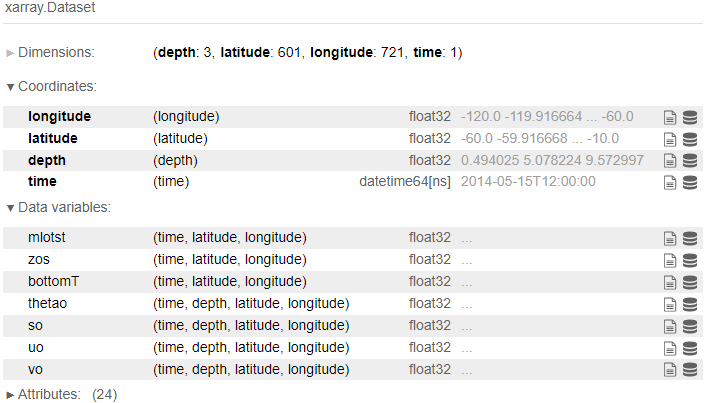 xarray.Dataset
► Dimensions: (depth: 3, latitude: 601, longitude: 721, time: 1)
▼ Coordinates:
longitude (longitude) float32 -120.0 -119.916664 ... -60.0
latitude (latitude) float32 -60.0 -59.916668 ... -10.0
depth (depth) float32 0.494025 5.078224 9.572997
time (time) datetime64[ns] 2014-05-15T12:00:00
▼ Data variables:
mlotst (time, latitude, longitude) float32 ...
zos (time, latitude, longitude) float32 ...
bottomT (time, latitude, longitude) float32 ...
thetao (time, depth, latitude, longitude) float32 ...
so (time, depth, latitude, longitude) float32 ...
uo (time, depth, latitude, longitude) float32 ...
vo (time, depth, latitude, longitude) float32 ...
► Attributes: (24)